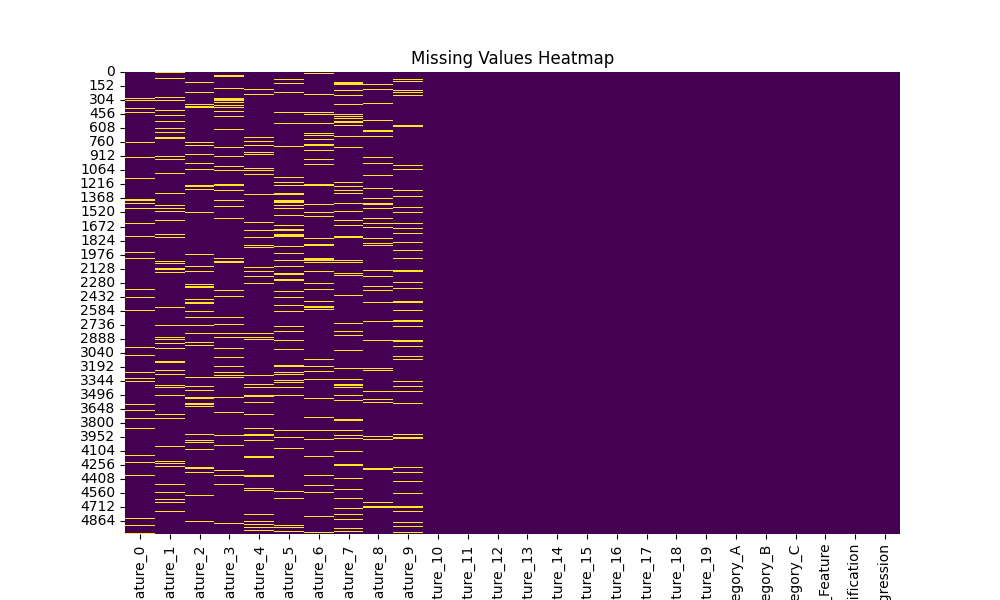 Missing Values Heatmap
0
152
304
456
608
760
912
1064
1216
1368
1520
1672
1824
1976
2128
2280
2432
2584
2736
2888
3040
3192
3344
3496
3648
3800
3952
4104
4256
4408
4560
4712
4864
ature_0
ature_1
ature_2
ature_3
ature_4
ature_5
ature_6
ature_7
ature_8
ature_9
ture_10
ture_11
ture_12
ture_13
ture_14
ture_15
ture_16
ture_17
ture_18
ture_19
egory_A
egory_B
egory_C
_Feature
ification
gression